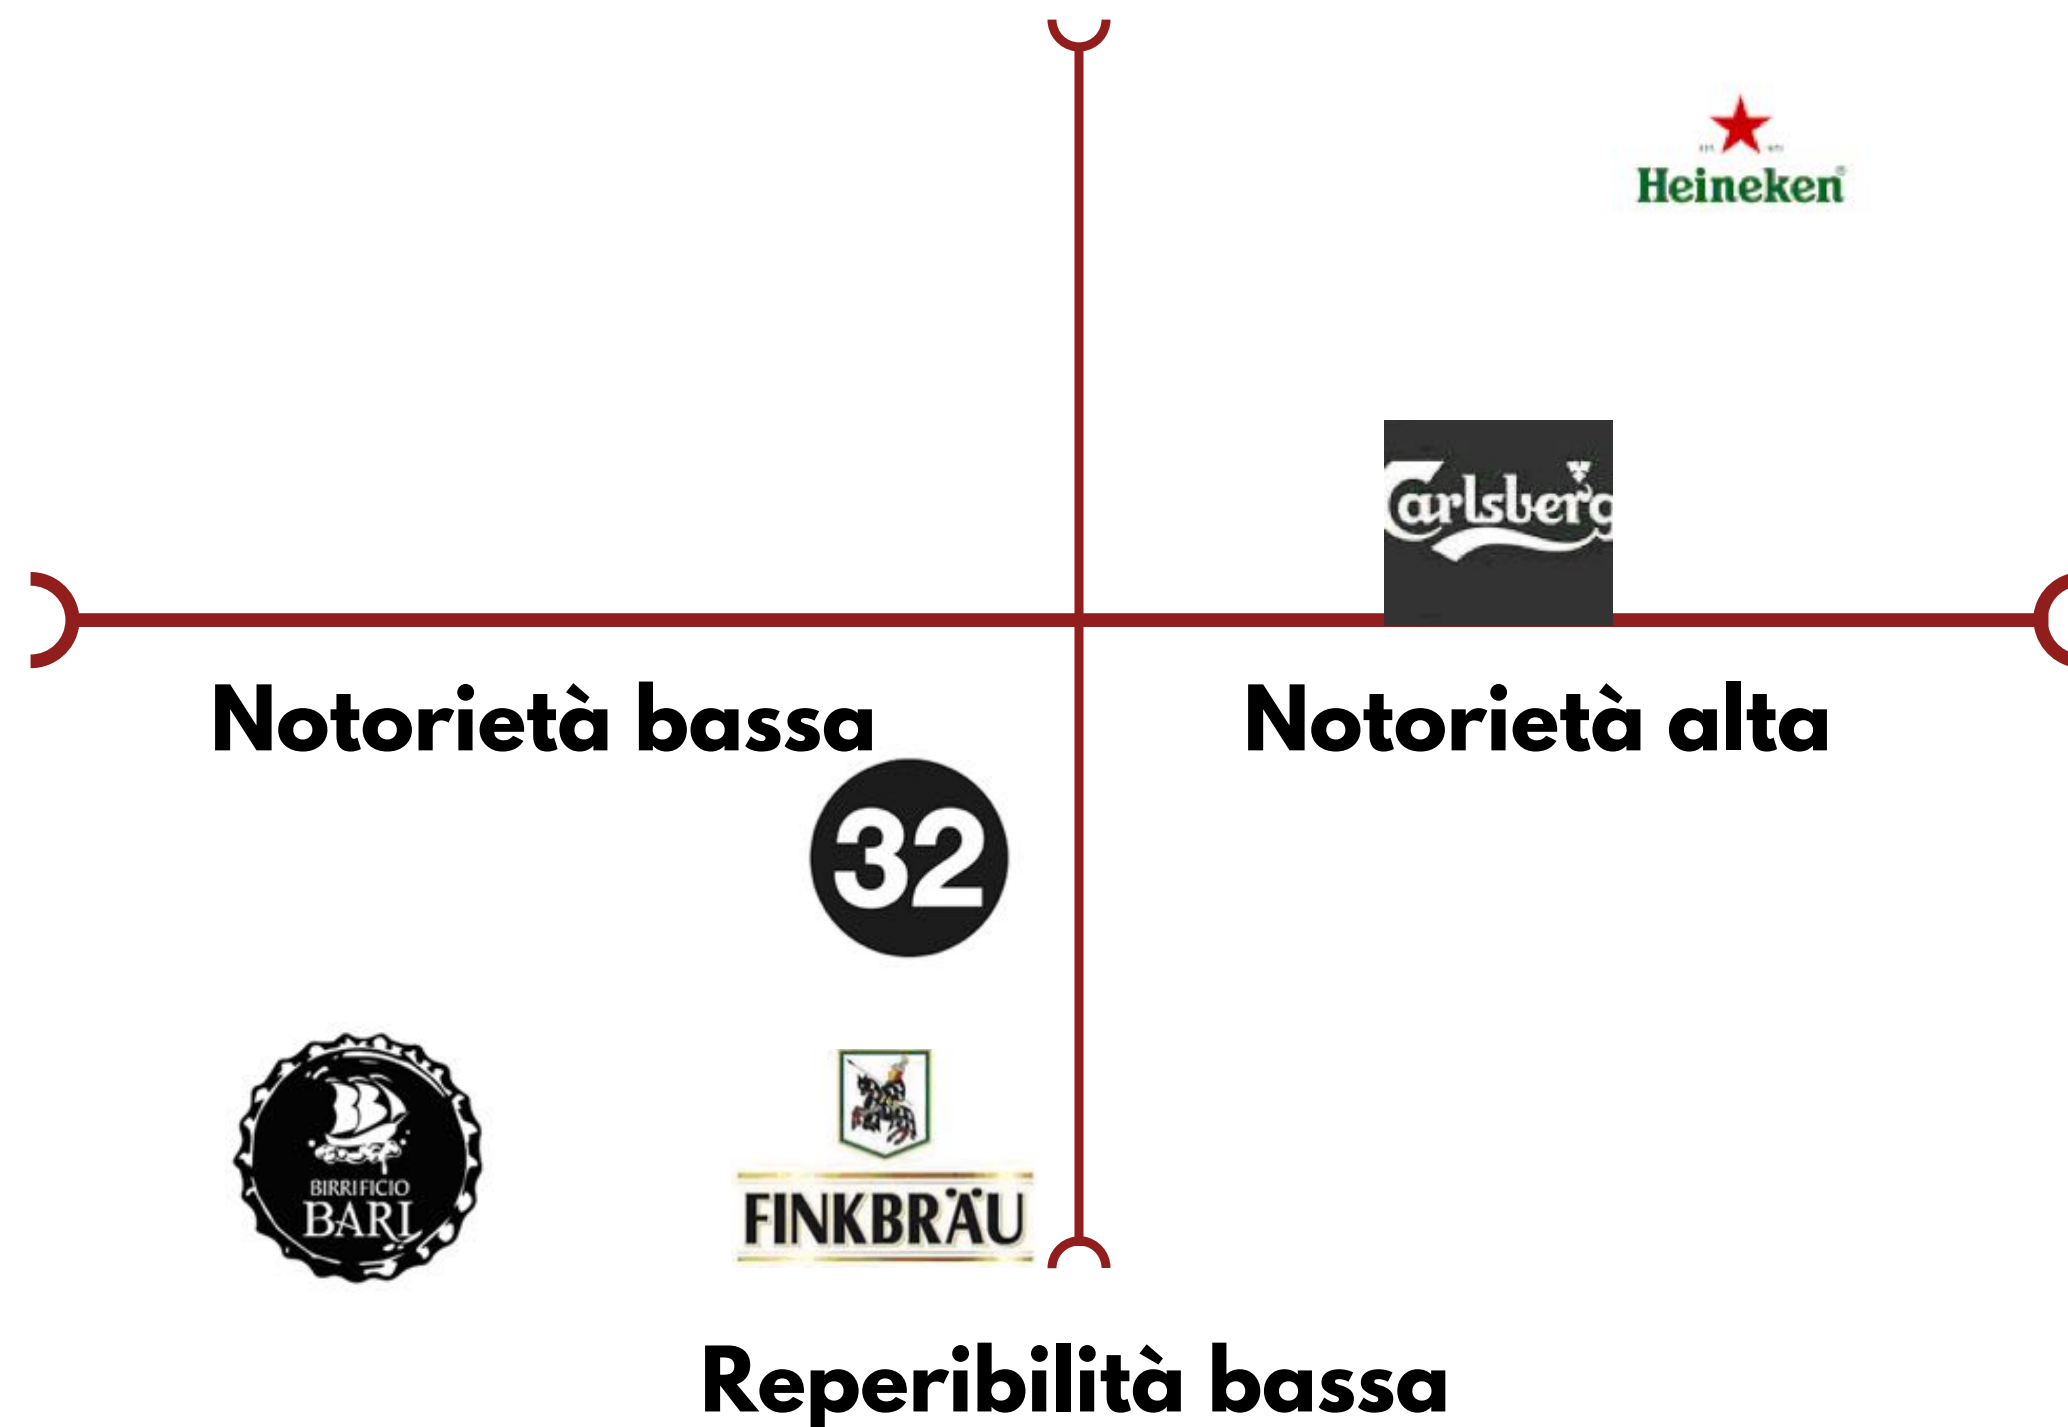 Heineken
Carlsberg
Notorietà bassa
Notorietà alta
32
BIRRIFICIO
BARI
FINKBRÄU
Reperibilità bassa